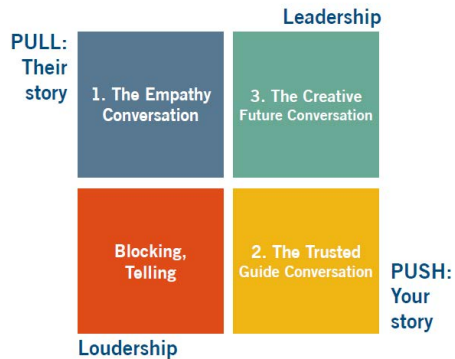 Leadership
PULL:
Their
story
1. The Empathy
Conversation
3. The Creative
Future Conversation
Blocking,
Telling
2. The Trusted
Guide Conversation
PUSH:
Your
story
Loudership